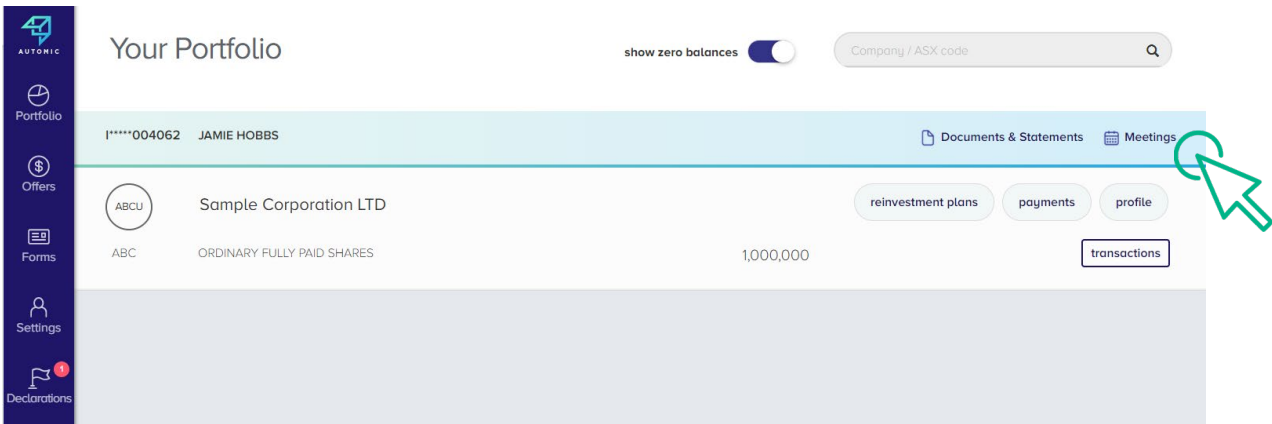 AUTOMIC
Portfolio
Offers
Forms
Settings
1
Declarations
Your Portfolio
show zero balances
Company / ASX code
I*****004062 JAMIE HOBBS
Documents & Statements
Meetings
ABCU
Sample Corporation LTD
reinvestment plans
payments
profile
ABC
ORDINARY FULLY PAID SHARES
1,000,000
transactions